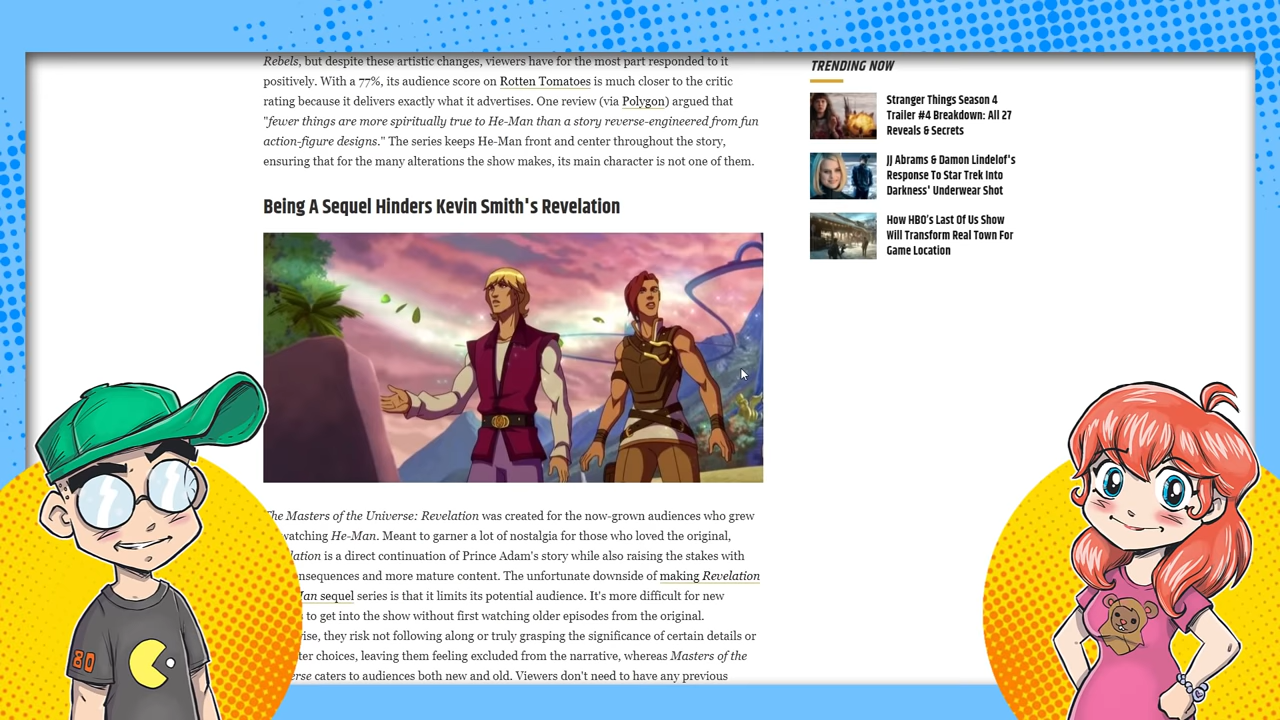 Rebels, but despite these artistic changes, viewers have for the most part responded to it
positively. With a 77%, its audience score on Rotten Tomatoes is much closer to the critic
rating because it delivers exactly what it advertises. One review (via Polygon) argued that
"fewer things are more spiritually true to He-Man than a story reverse-engineered from fun
action-figure designs." The series keeps He-Man front and center throughout the story,
ensuring that for the many alterations the show makes, its main character is not one of them.
Being A Sequel Hinders Kevin Smith's Revelation
The Masters of the Universe: Revelation was created for the now-grown audiences who grew
watching He-Man. Meant to garner a lot of nostalgia for those who loved the original,
lation is a direct continuation of Prince Adam's story while also raising the stakes with
nsequences and more mature content. The unfortunate downside of making Revelation
an sequel series is that it limits its potential audience. It's more difficult for new
to get into the show without first watching older episodes from the original.
ise, they risk not following along or truly grasping the significance of certain details or
ter choices, leaving them feeling excluded from the narrative, whereas Masters of the
erse caters to audiences both new and old. Viewers don't need to have any previous
TRENDING NOW
Stranger Things Season 4
Trailer #4 Breakdown: All 27
Reveals & Secrets
JJ Abrams & Damon Lindelof's
Response To Star Trek Into
Darkness' Underwear Shot
How HBO's Last Of Us Show
Will Transform Real Town For
Game Location
80